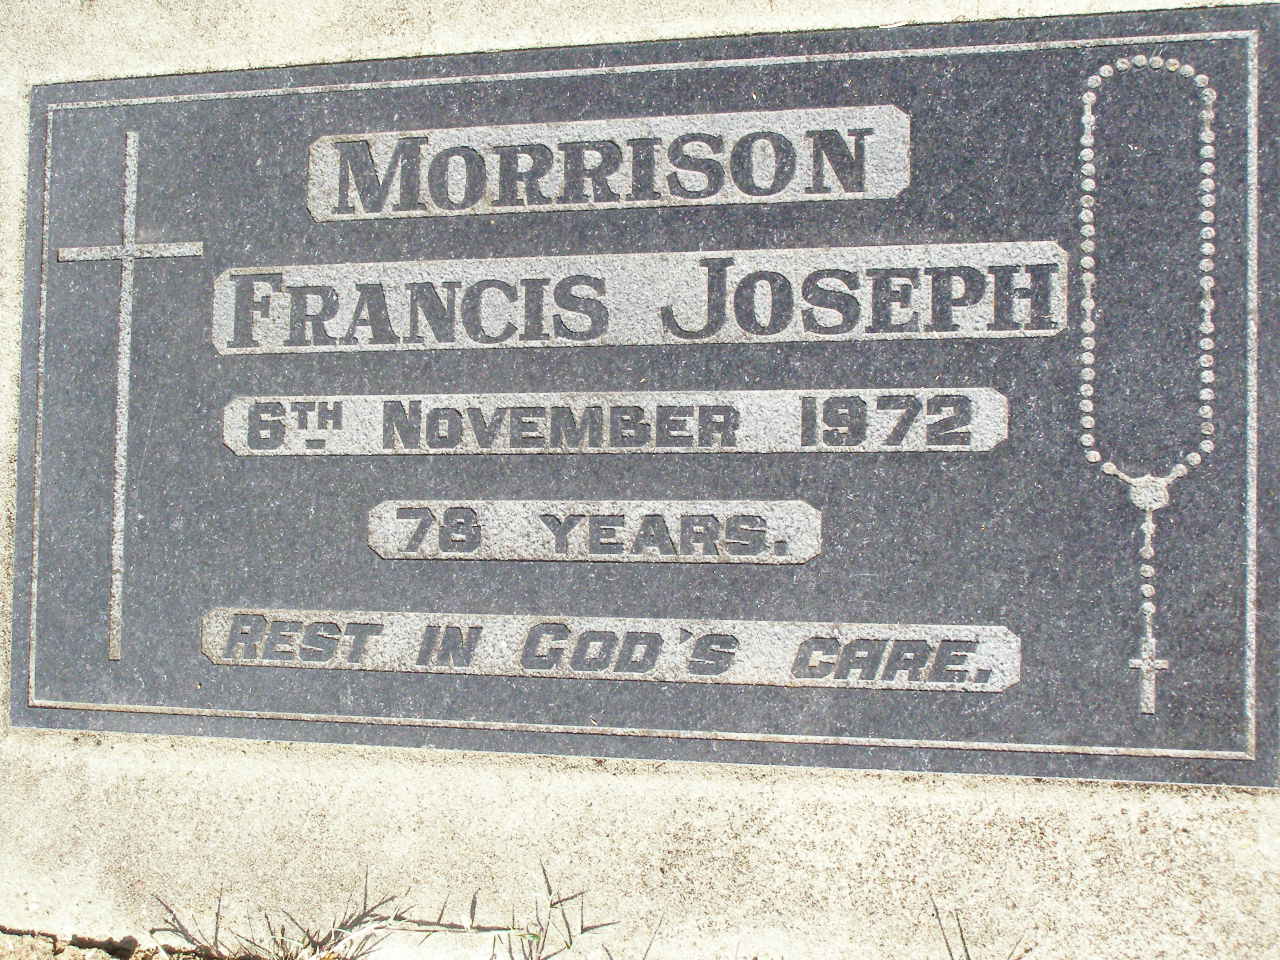 MORRISON
FRANCIS JOSEPH
6TH NOVEMBER 1972
78 YEARS.
REST IN GOD'S CARE.